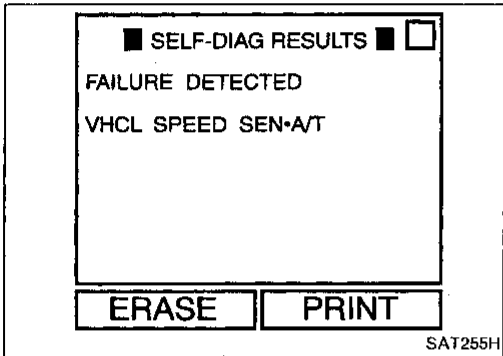 ■ SELF-DIAG RESULTS ■ □
FAILURE DETECTED
VHCL SPEED SEN•A/T
ERASE PRINT
SAT255H